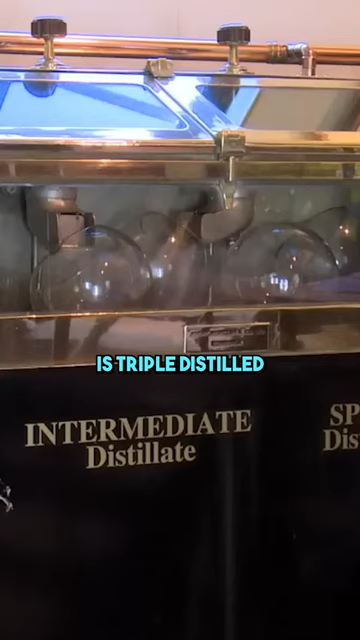 IS TRIPLE DISTILLED
INTERMEDIATE
Distillate
SP
Dis